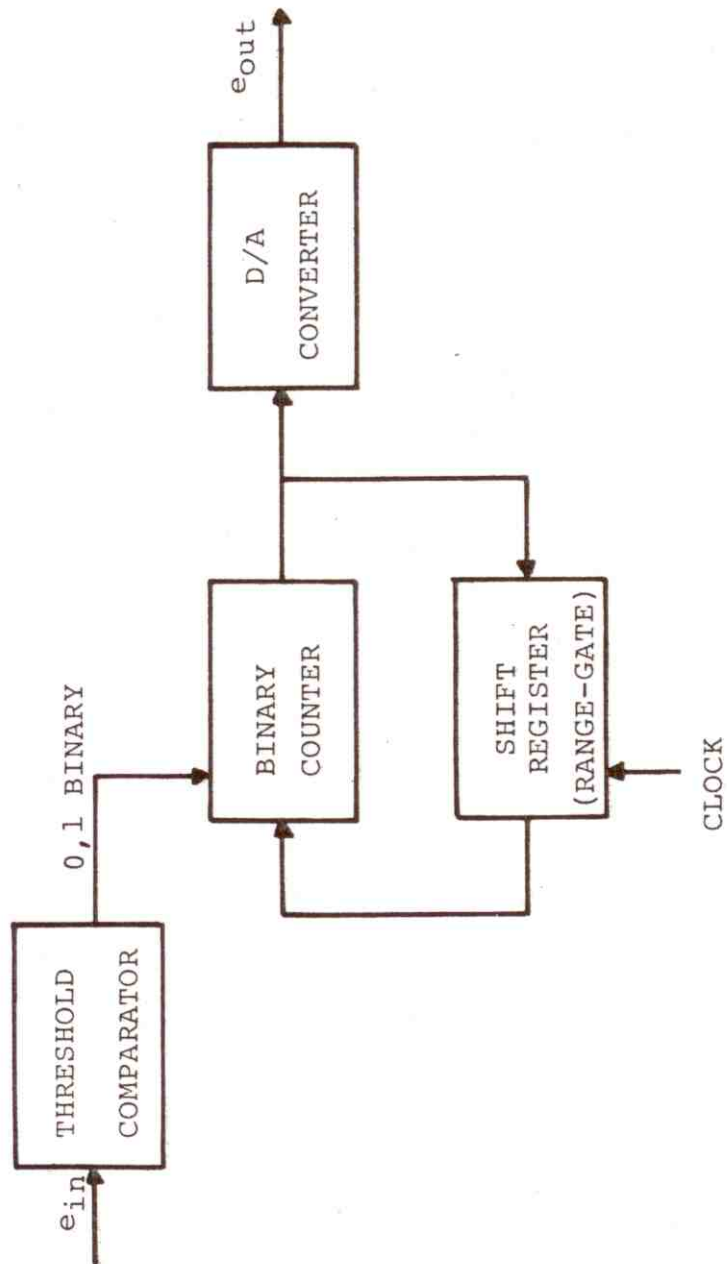 e_in
THRESHOLD
COMPARATOR
0,1 BINARY
BINARY
COUNTER
SHIFT
REGISTER
(RANGE-GATE)
CLOCK
D/A
CONVERTER
e_out